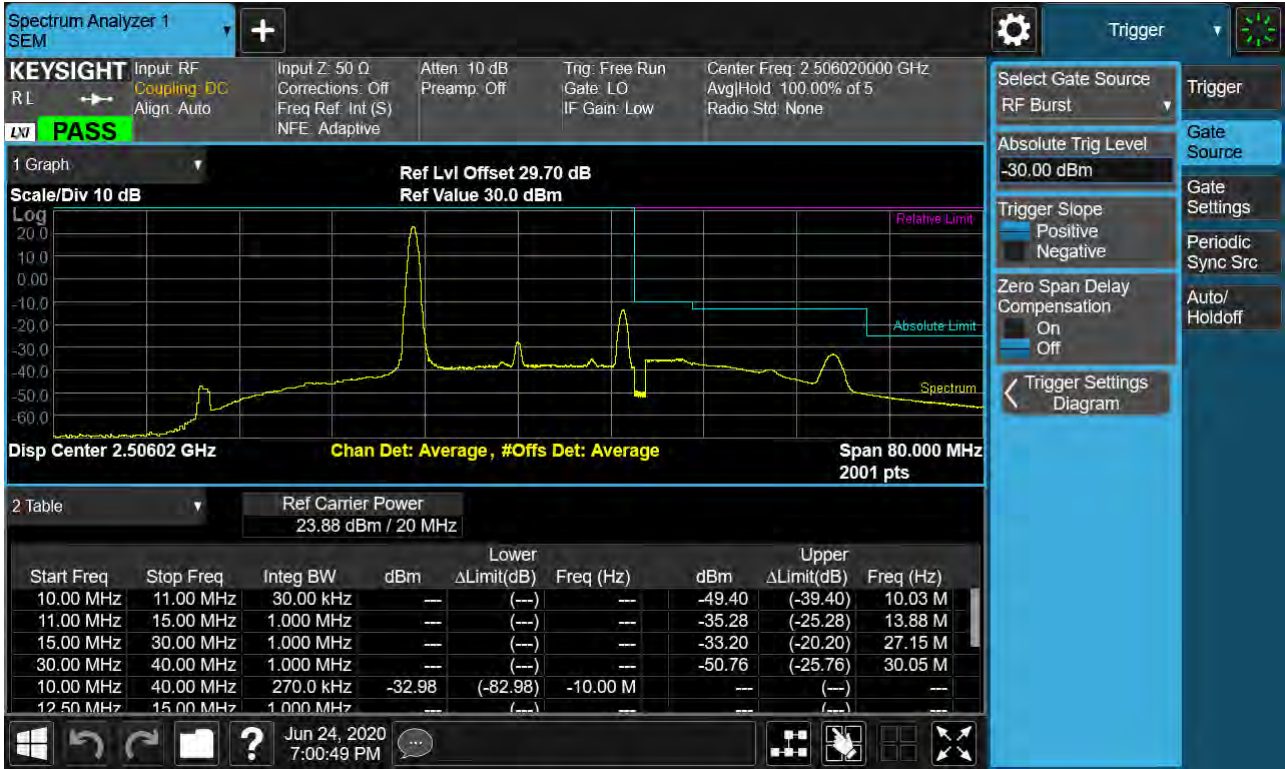 Spectrum Analyzer 1
SEM
+
Trigger
KEYSIGHT
RL
LXI
PASS
Input: RF
Coupling: DC
Align: Auto
Input Z: 50 Ω
Corrections: Off
Freq Ref: Int (S)
NFE: Adaptive
Atten: 10 dB
Preamp: Off
Trig: Free Run
Gate: LO
IF Gain: Low
Center Freq: 2.506020000 GHz
Avg|Hold: 100.00% of 5
Radio Std: None
1 Graph
Scale/Div 10 dB
Ref Lvl Offset 29.70 dB
Ref Value 30.0 dBm
Log
20.0
10.0
0.00
-10.0
-20.0
-30.0
-40.0
-50.0
-60.0
Relative Limit
Absolute Limit
Spectrum
Disp Center 2.50602 GHz
Chan Det: Average, #Offs Det: Average
Span 80.000 MHz
2001 pts
2 Table
Ref Carrier Power
23.88 dBm / 20 MHz
Lower Upper
Start Freq Stop Freq Integ BW dBm ΔLimit(dB) Freq (Hz) dBm ΔLimit(dB) Freq (Hz)
10.00 MHz 11.00 MHz 30.00 kHz --- (---) --- -49.40 (-39.40) 10.03 M
11.00 MHz 15.00 MHz 1.000 MHz --- (---) --- -35.28 (-25.28) 13.88 M
15.00 MHz 30.00 MHz 1.000 MHz --- (---) --- -33.20 (-20.20) 27.15 M
30.00 MHz 40.00 MHz 1.000 MHz --- (---) --- -50.76 (-25.76) 30.05 M
10.00 MHz 40.00 MHz 270.0 kHz -32.98 (-82.98) -10.00 M --- (---) ---
12.50 MHz 15.00 MHz 1.000 MHz --- (---) --- --- (---) ---
?
Jun 24, 2020
7:00:49 PM
Select Gate Source
RF Burst
Absolute Trig Level
-30.00 dBm
Trigger Slope
Positive
Negative
Zero Span Delay
Compensation
On
Off
Trigger Settings
Diagram
Trigger
Gate
Source
Gate
Settings
Periodic
Sync Src
Auto/
Holdoff